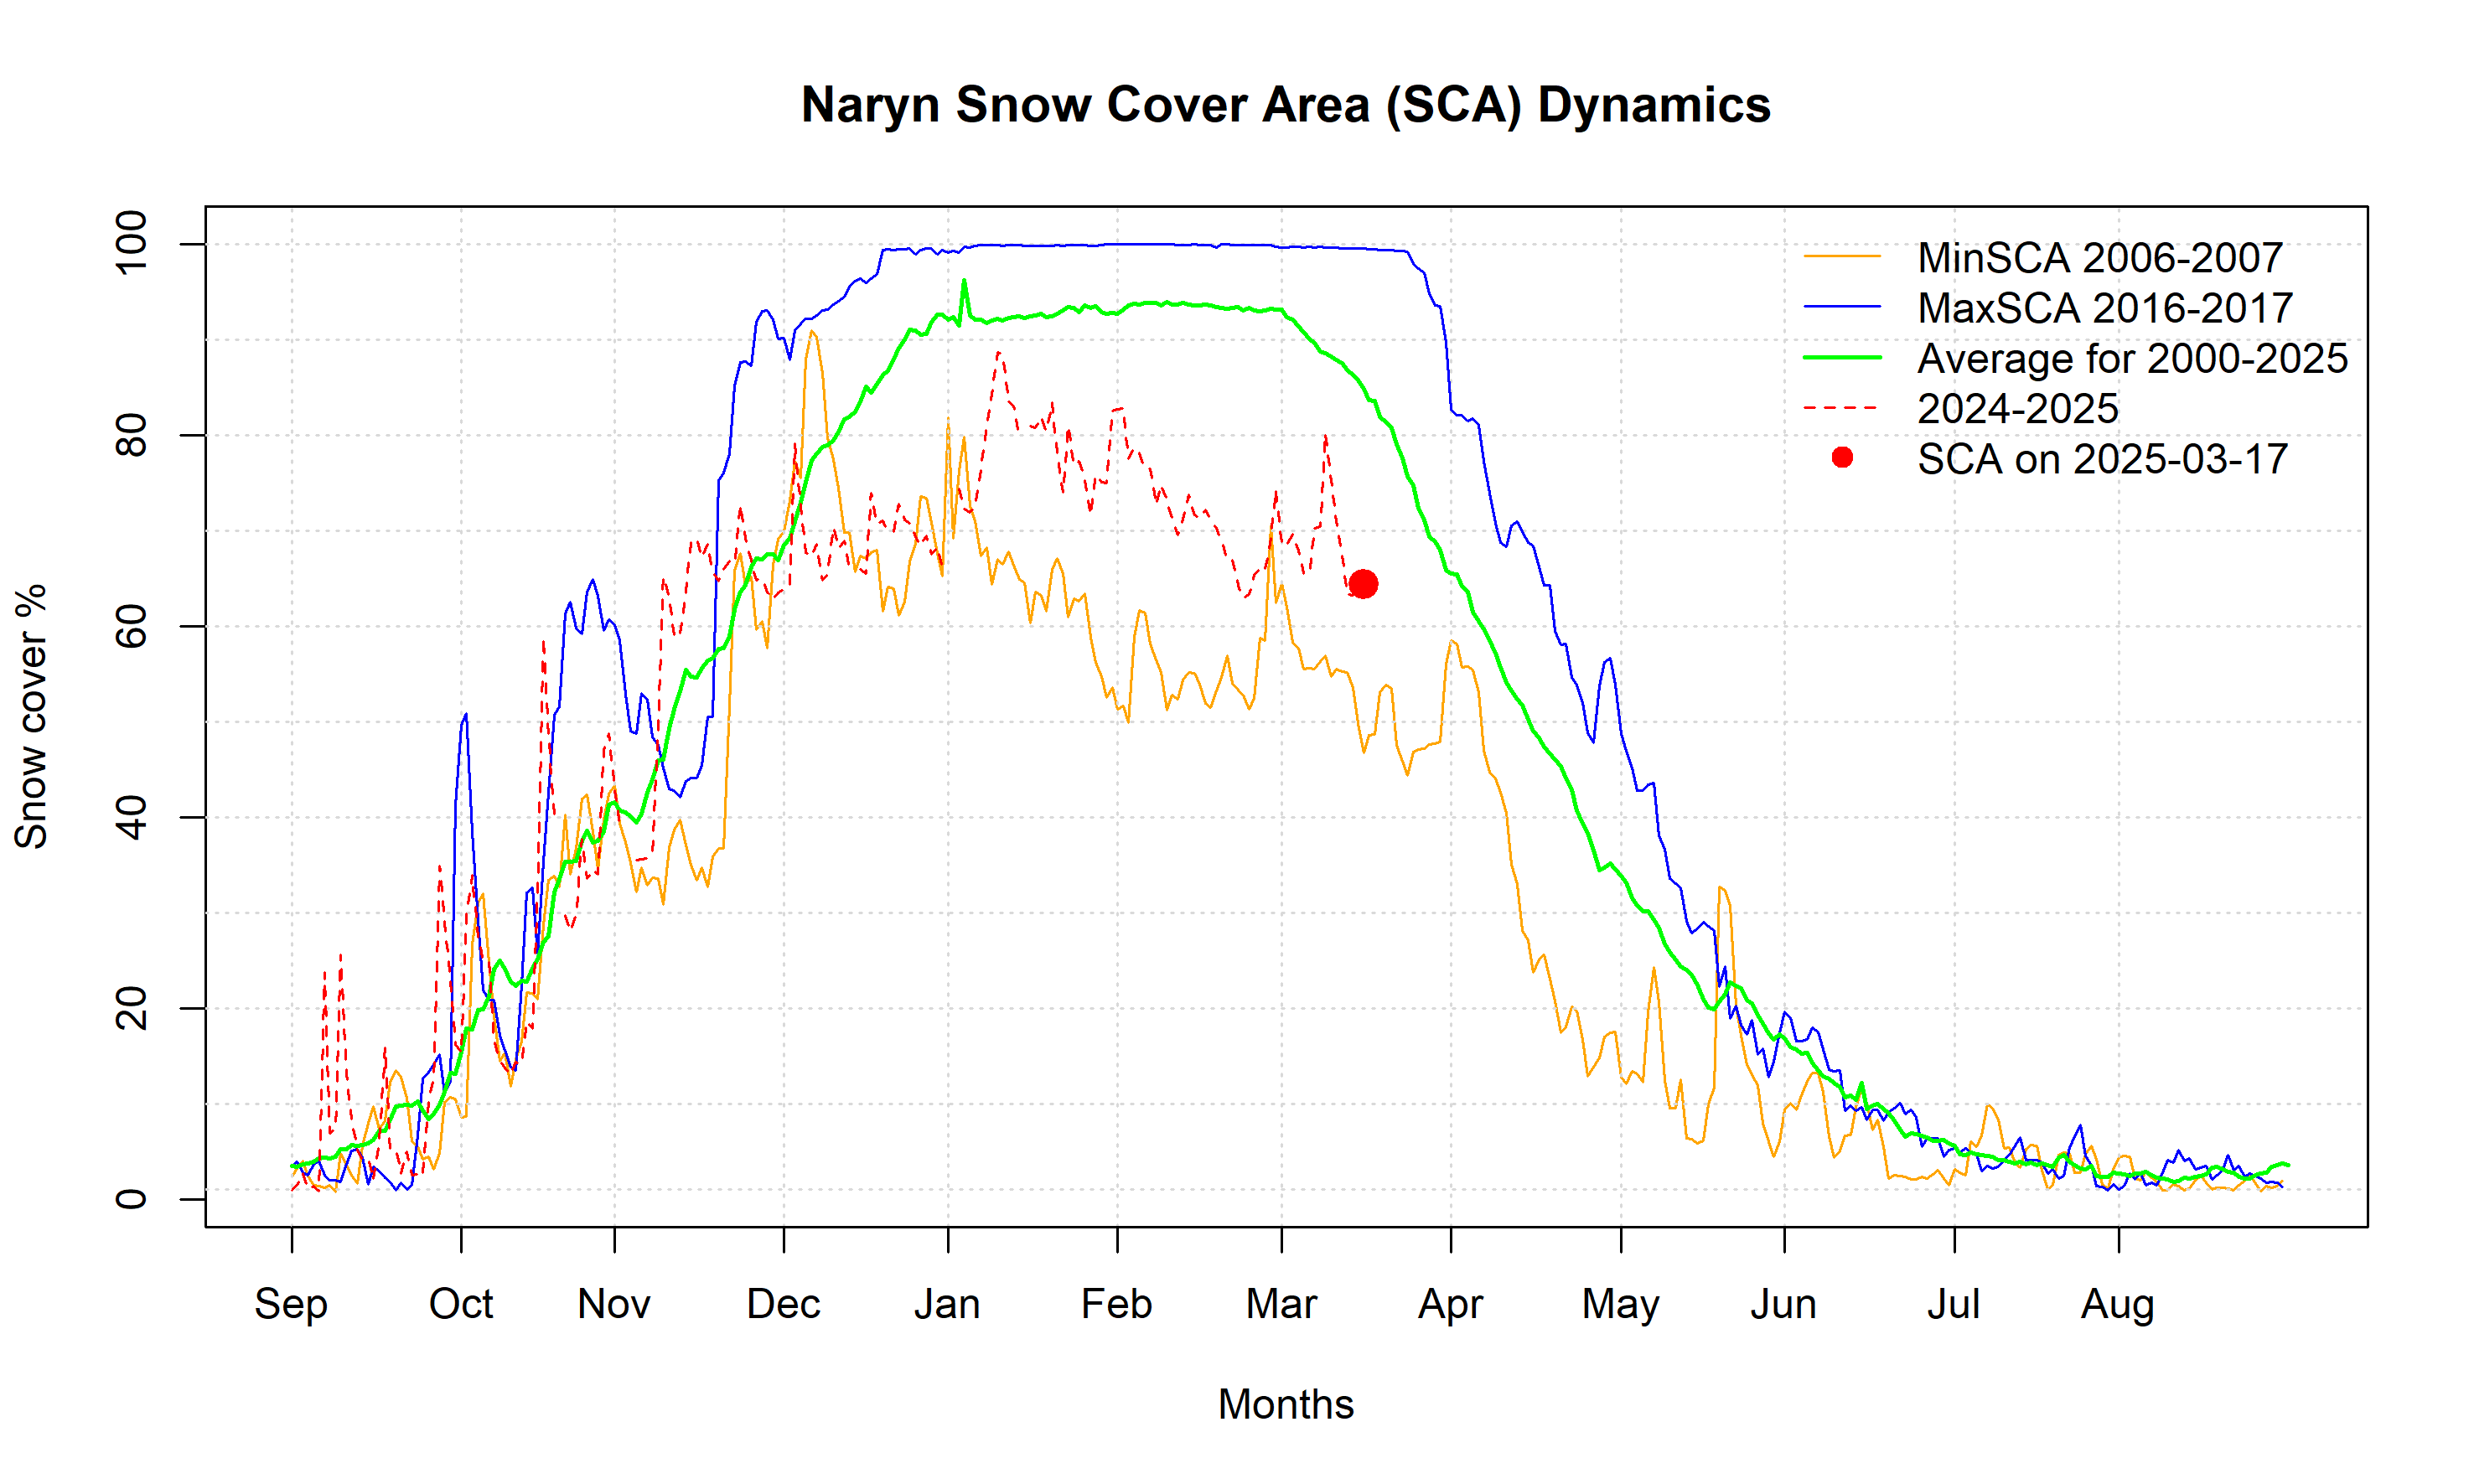 Naryn Snow Cover Area (SCA) Dynamics
MinSCA 2006-2007
MaxSCA 2016-2017
Average for 2000-2025
2024-2025
SCA on 2025-03-17
Snow cover %
100
80
60
40
20
0
Sep Oct Nov Dec Jan Feb Mar Apr May Jun Jul Aug
Months